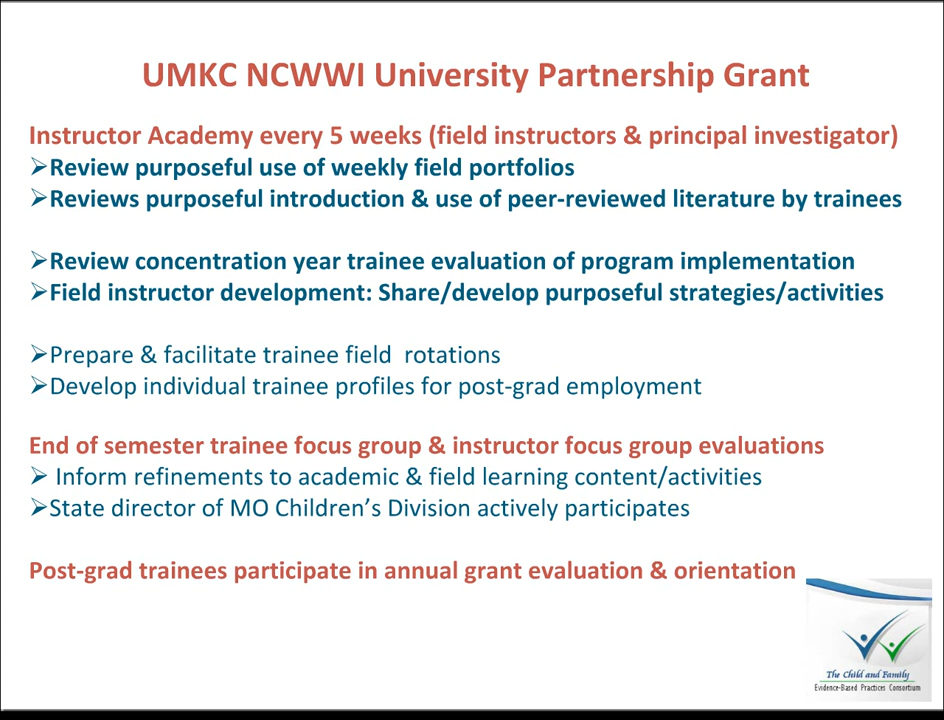 UMKC NCWWI University Partnership Grant
Instructor Academy every 5 weeks (field instructors & principal investigator)
➢Review purposeful use of weekly field portfolios
➢Reviews purposeful introduction & use of peer-reviewed literature by trainees
➢Review concentration year trainee evaluation of program implementation
➢Field instructor development: Share/develop purposeful strategies/activities
➢Prepare & facilitate trainee field rotations
➢Develop individual trainee profiles for post-grad employment
End of semester trainee focus group & instructor focus group evaluations
➢ Inform refinements to academic & field learning content/activities
➢State director of MO Children’s Division actively participates
Post-grad trainees participate in annual grant evaluation & orientation
The Child and Family
Evidence-Based Practices Consortium